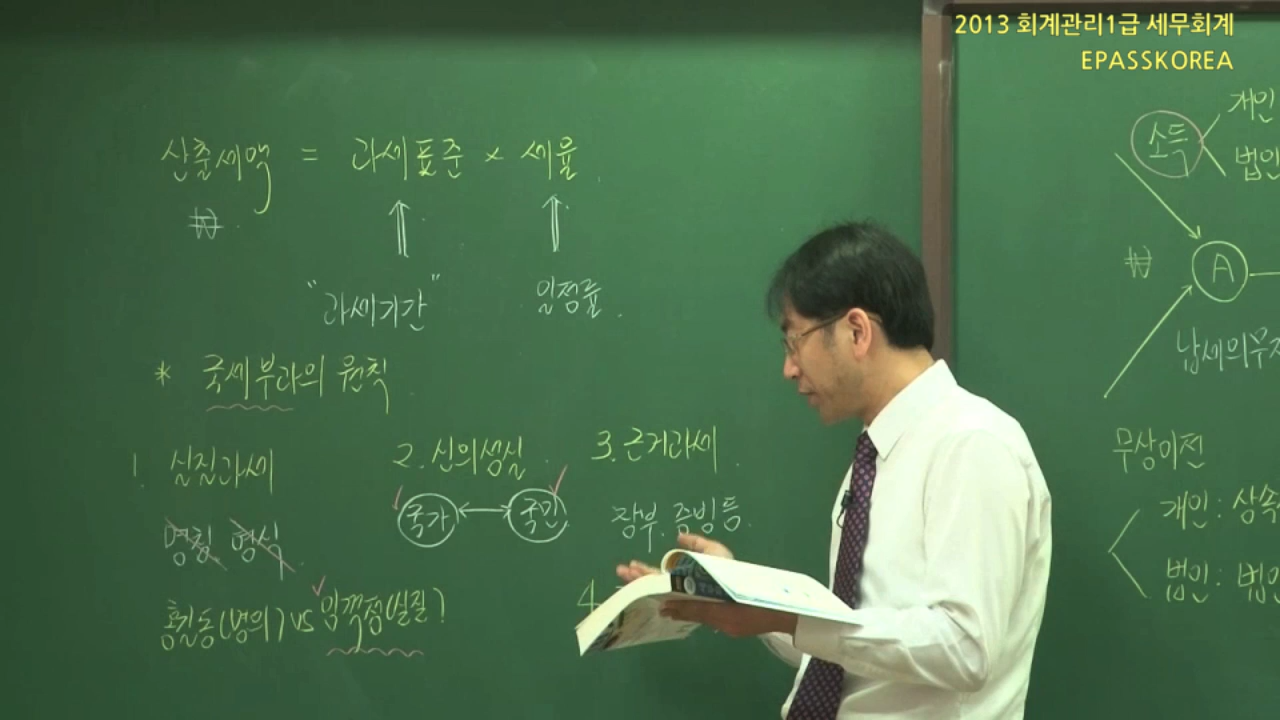 2013 회계관리1급 세무회계
EPASSKOREA
산출세액 = 과세표준 × 세율
₩
"과세기간" 일정률
* 국세부과의 원칙
1. 실질과세
명칭 형식
홍길동(명의) vs 임꺽정(실질)
2. 신의성실
국가 국민
3. 근거과세
장부. 증빙등
4
소득
개인
법인
₩
A
납세의무
무상이전
개인: 상속
법인: 법인